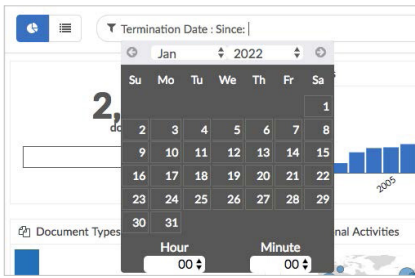 Termination Date : Since:
Jan 2022
Su Mo Tu We Th Fr Sa
1
2 3 4 5 6 7 8
9 10 11 12 13 14 15
16 17 18 19 20 21 22
23 24 25 26 27 28 29
30 31
Hour Minute
00 00
2,
do
2005
Document Types
nal Activities